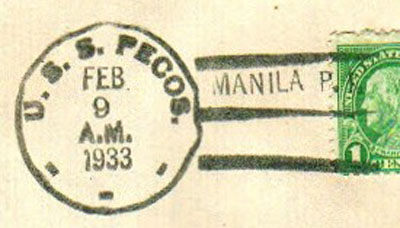 U. S. S. PECOS.
FEB
9
A.M.
1933
MANILA P.
1